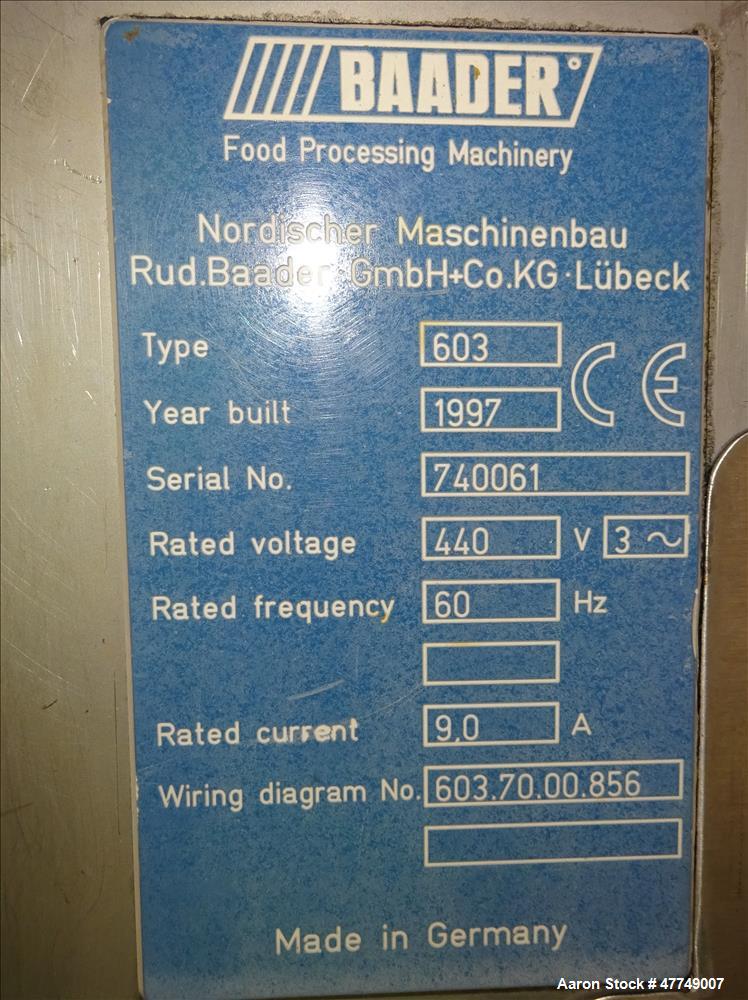 BAADER°
Food Processing Machinery
Nordischer Maschinenbau
Rud.Baader·GmbH+Co.KG·Lübeck
Type 603 CE
Year built 1997
Serial No. 740061
Rated voltage 440 V 3 ~
Rated frequency 60 Hz
Rated current 9,0 A
Wiring diagram No. 603.70.00.856
Made in Germany
Aaron Stock # 47749007